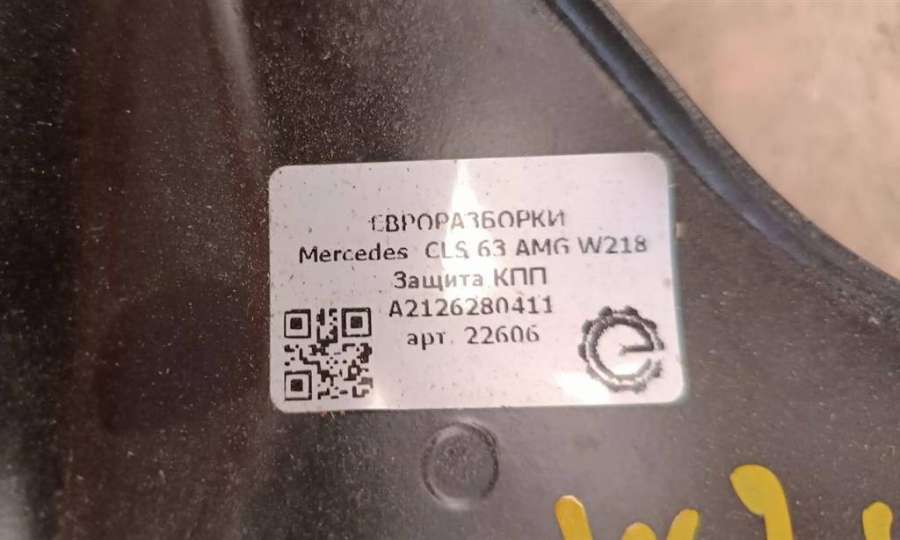 ЕВРОРАЗБОРКИ
Mercedes CLS 63 AMG W218
Защита КПП
A2126280411
арт. 22606